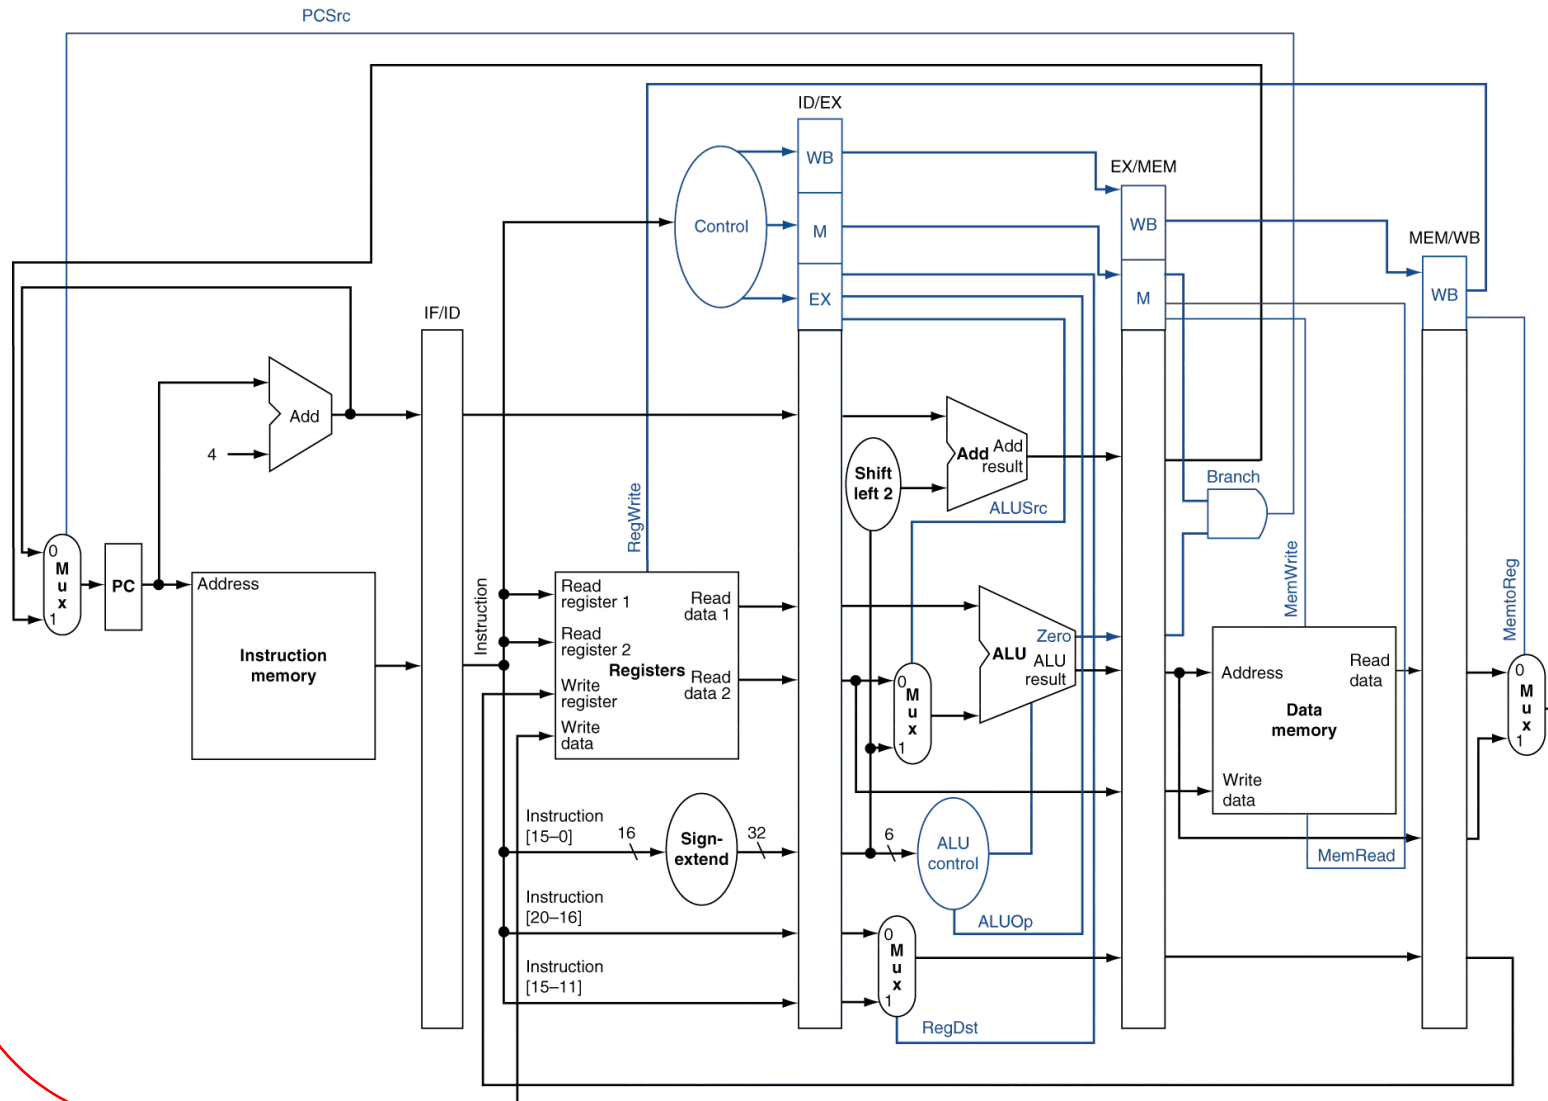 PCSrc
ID/EX
WB
EX/MEM
Control
M
WB
MEM/WB
EX
M
WB
IF/ID
Add
4
Add
Add
result
Shift
left 2
Branch
ALUSrc
RegWrite
MemWrite
MemtoReg
0
M
u
x
1
PC
Address
Instruction
memory
Instruction
Read
register 1
Read
register 2
Write
register
Write
data
Registers
Read
data 1
Read
data 2
0
M
u
x
1
Zero
ALU
ALU
result
Address
Read
data
Data
memory
Write
data
0
M
u
x
1
Instruction
[15–0]
16
Sign-
extend
32
6
ALU
control
MemRead
Instruction
[20–16]
ALUOp
0
M
u
x
1
Instruction
[15–11]
RegDst